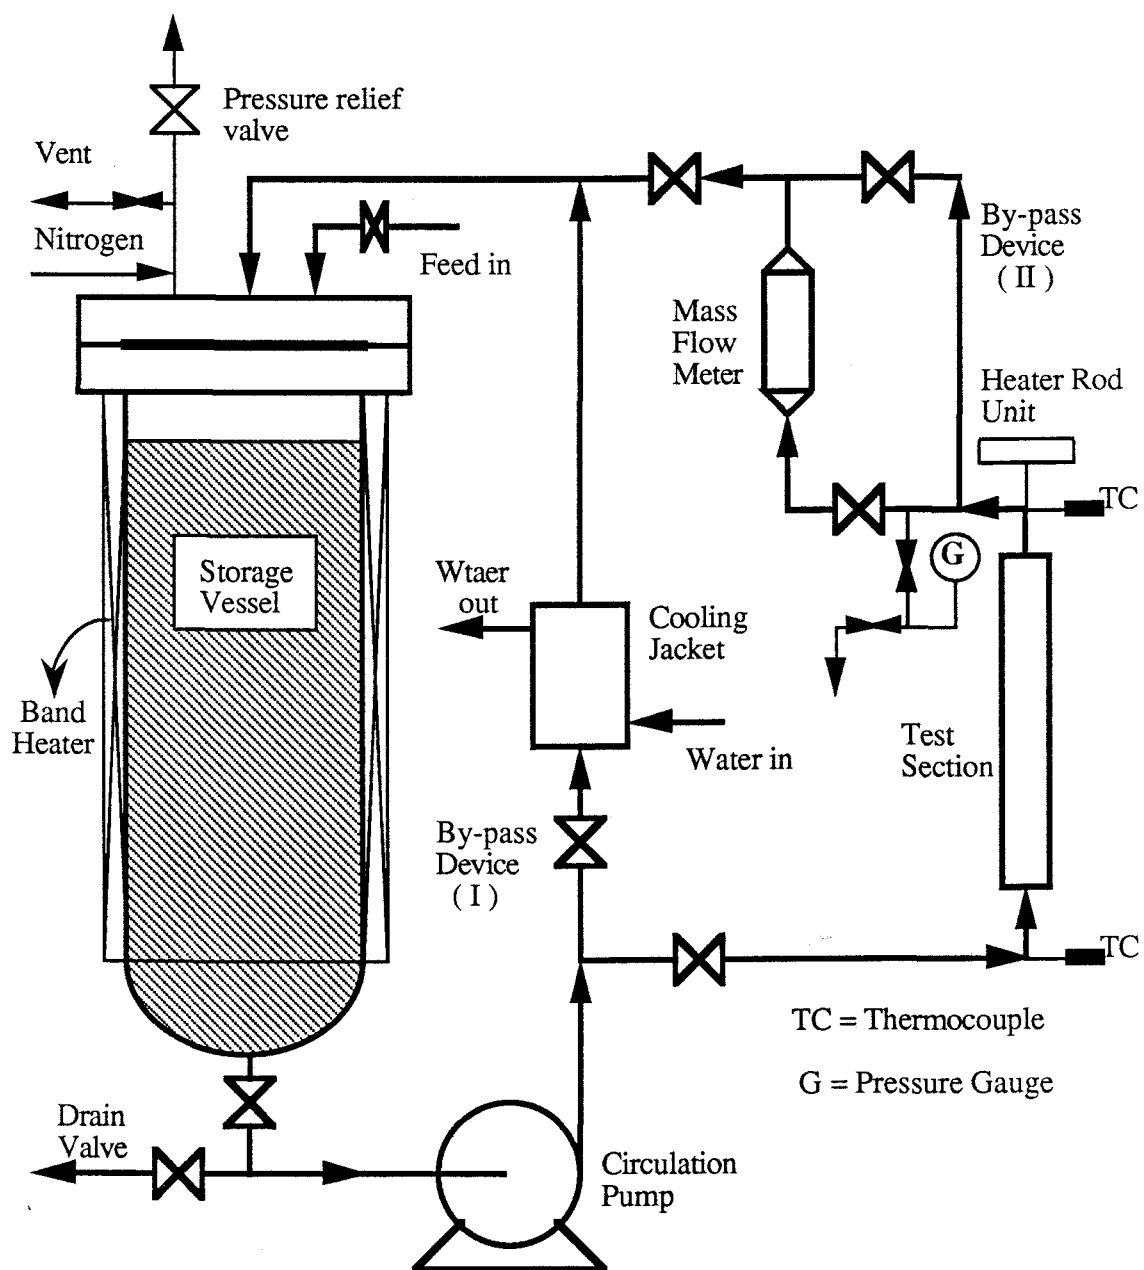 Pressure relief
valve
Vent
Nitrogen
Feed in
By-pass
Device
( II )
Mass
Flow
Meter
Heater Rod
Unit
TC
G
Storage
Vessel
Wtaer
out
Cooling
Jacket
Band
Heater
Water in
Test
Section
By-pass
Device
( I )
TC
TC = Thermocouple
G = Pressure Gauge
Drain
Valve
Circulation
Pump